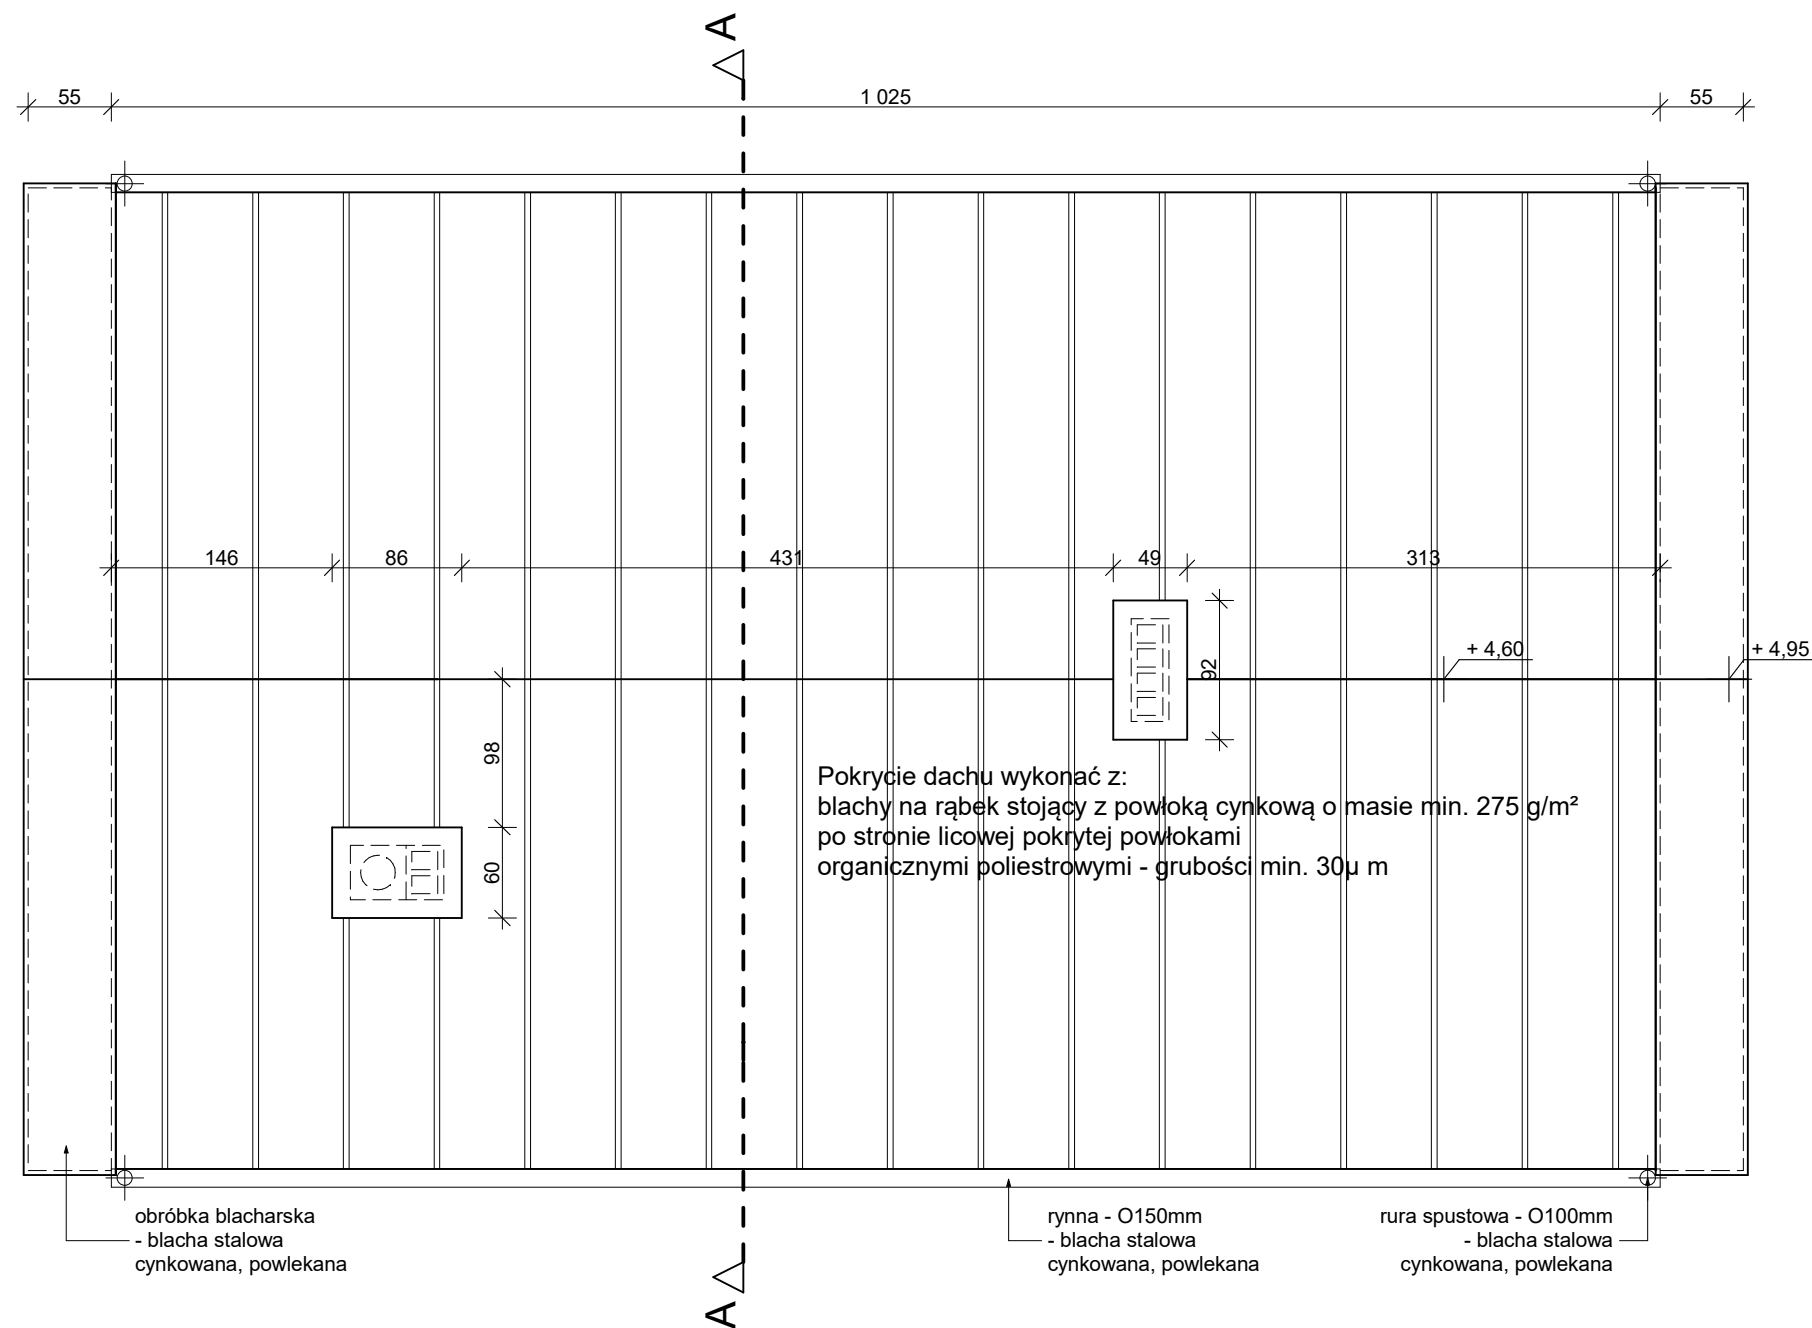 A
55
1 025
55
146
86
431
49
313
92
+ 4,60
+ 4,95
98
60
Pokrycie dachu wykonać z:
blachy na rąbek stojący z powłoką cynkową o masie min. 275 g/m²
po stronie licowej pokrytej powłokami
organicznymi poliestrowymi - grubości min. 30µ m
obróbka blacharska
- blacha stalowa
cynkowana, powlekana
rynna - O150mm
- blacha stalowa
cynkowana, powlekana
rura spustowa - O100mm
- blacha stalowa
cynkowana, powlekana
A